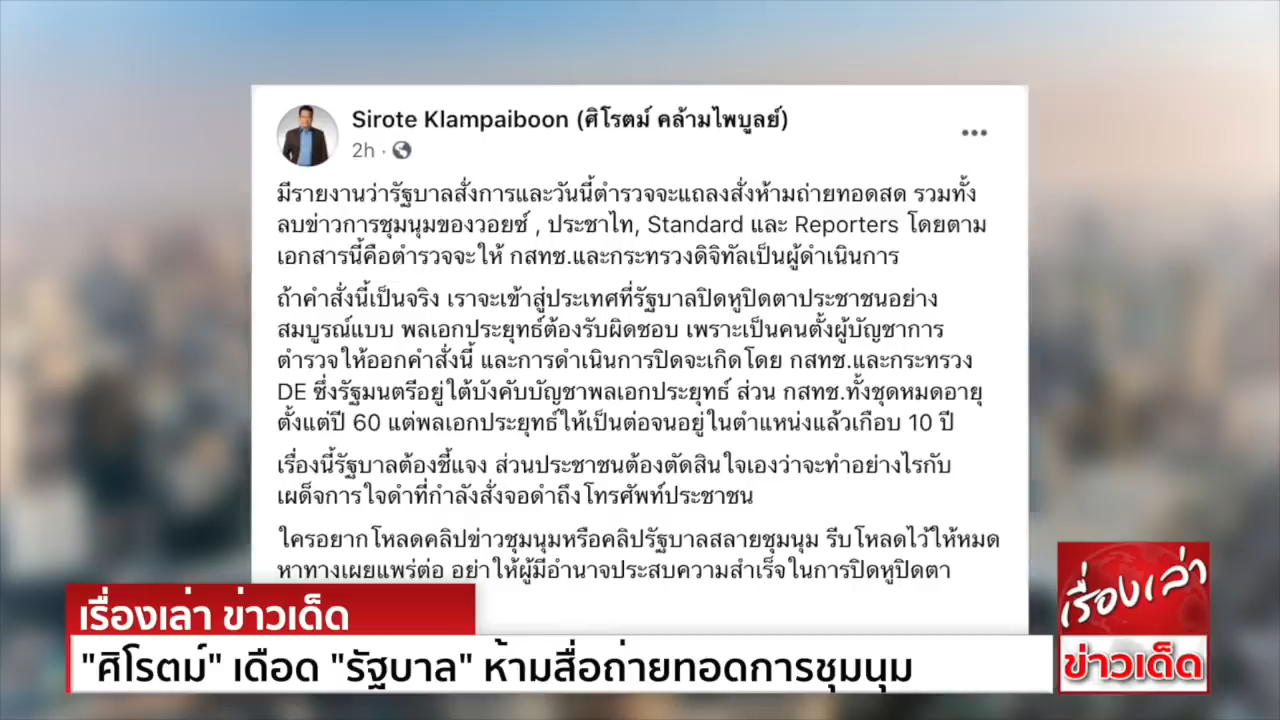 Sirote Klampaiboon (ศิโรตม์ คล้ามไพบูลย์)
2h ·
มีรายงานว่ารัฐบาลสั่งการและวันนี้ตำรวจจะแถลงสั่งห้ามถ่ายทอดสด รวมทั้ง
ลบข่าวการชุมนุมของวอยซ์ , ประชาไท, Standard และ Reporters โดยตาม
เอกสารนี้คือตำรวจจะให้ กสทช.และกระทรวงดิจิทัลเป็นผู้ดำเนินการ
ถ้าคำสั่งนี้เป็นจริง เราจะเข้าสู่ประเทศที่รัฐบาลปิดหูปิดตาประชาชนอย่าง
สมบูรณ์แบบ พลเอกประยุทธ์ต้องรับผิดชอบ เพราะเป็นคนตั้งผู้บัญชาการ
ตำรวจให้ออกคำสั่งนี้ และการดำเนินการปิดจะเกิดโดย กสทช.และกระทรวง
DE ซึ่งรัฐมนตรีอยู่ใต้บังคับบัญชาพลเอกประยุทธ์ ส่วน กสทช.ทั้งชุดหมดอายุ
ตั้งแต่ปี 60 แต่พลเอกประยุทธ์ให้เป็นต่อจนอยู่ในตำแหน่งแล้วเกือบ 10 ปี
เรื่องนี้รัฐบาลต้องชี้แจง ส่วนประชาชนต้องตัดสินใจเองว่าจะทำอย่างไรกับ
เผด็จการใจดำที่กำลังสั่งจอดำถึงโทรศัพท์ประชาชน
ใครอยากโหลดคลิปข่าวชุมนุมหรือคลิปรัฐบาลสลายชุมนุม รีบโหลดไว้ให้หมด
หาทางเผยแพร่ต่อ อย่าให้ผู้มีอำนาจประสบความสำเร็จในการปิดหูปิดตา
เรื่องเล่า ข่าวเด็ด
"ศิโรตม์" เดือด "รัฐบาล" ห้ามสื่อถ่ายทอดการชุมนุม
เรื่องเล่า
ข่าวเด็ด